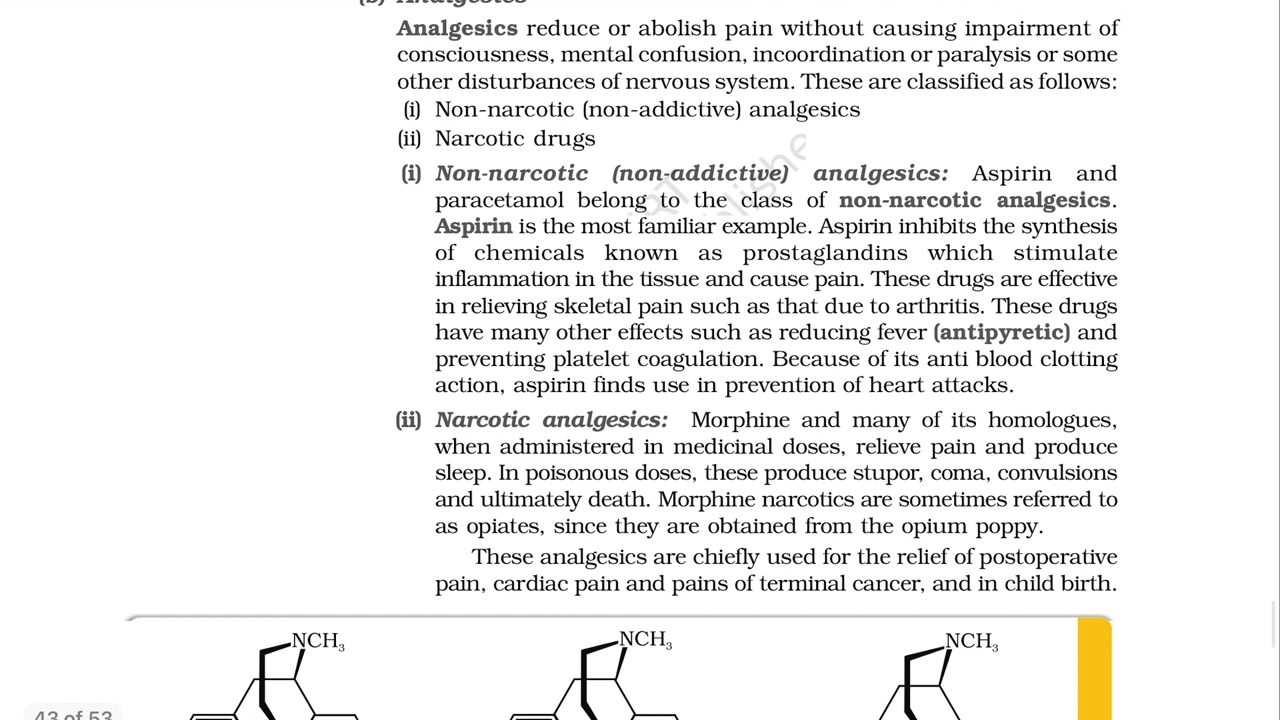 (b) Analgesics
Analgesics reduce or abolish pain without causing impairment of
consciousness, mental confusion, incoordination or paralysis or some
other disturbances of nervous system. These are classified as follows:
(i) Non-narcotic (non-addictive) analgesics
(ii) Narcotic drugs
(i) Non-narcotic (non-addictive) analgesics: Aspirin and
paracetamol belong to the class of non-narcotic analgesics.
Aspirin is the most familiar example. Aspirin inhibits the synthesis
of chemicals known as prostaglandins which stimulate
inflammation in the tissue and cause pain. These drugs are effective
in relieving skeletal pain such as that due to arthritis. These drugs
have many other effects such as reducing fever (antipyretic) and
preventing platelet coagulation. Because of its anti blood clotting
action, aspirin finds use in prevention of heart attacks.
(ii) Narcotic analgesics: Morphine and many of its homologues,
when administered in medicinal doses, relieve pain and produce
sleep. In poisonous doses, these produce stupor, coma, convulsions
and ultimately death. Morphine narcotics are sometimes referred to
as opiates, since they are obtained from the opium poppy.
These analgesics are chiefly used for the relief of postoperative
pain, cardiac pain and pains of terminal cancer, and in child birth.
NCH₃ NCH₃ NCH₃
43 of 53